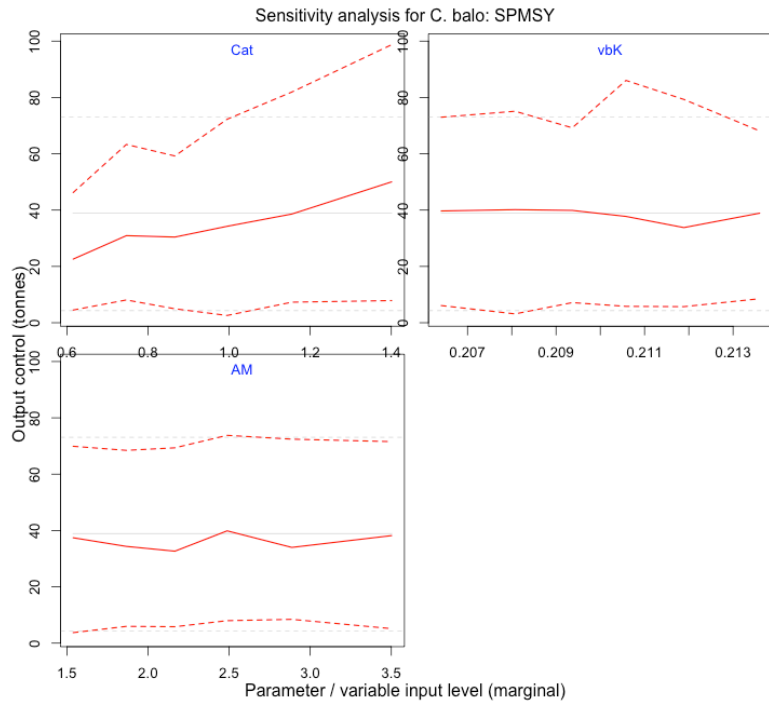 Sensitivity analysis for C. balo: SPMSY
Cat
0 20 40 60 80 100
0.6 0.8 1.0 1.2 1.4
vbK
0 20 40 60 80 100
0.207 0.209 0.211 0.213
AM
0 20 40 60 80 100
1.5 2.0 2.5 3.0 3.5
Output control (tonnes)
Parameter / variable input level (marginal)